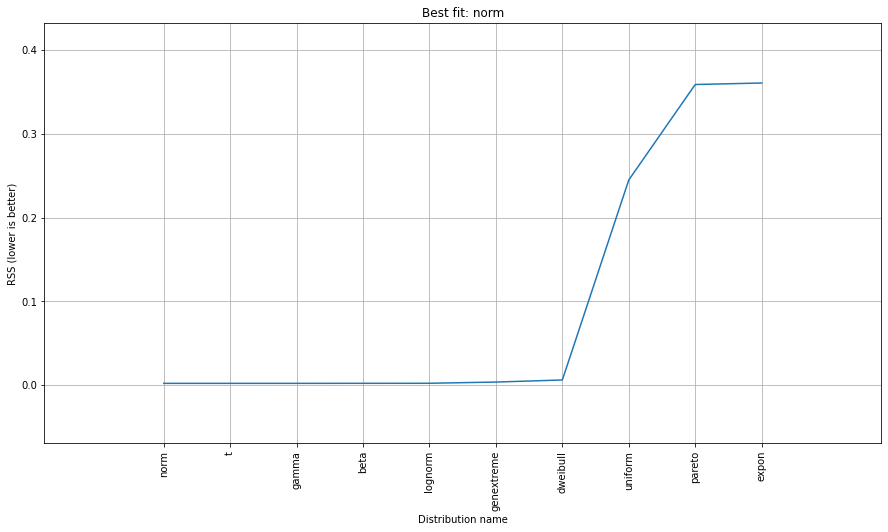 Best fit: norm
RSS (lower is better)
0.4
0.3
0.2
0.1
0.0
norm
t
gamma
beta
lognorm
genextreme
dweibull
uniform
pareto
expon
Distribution name